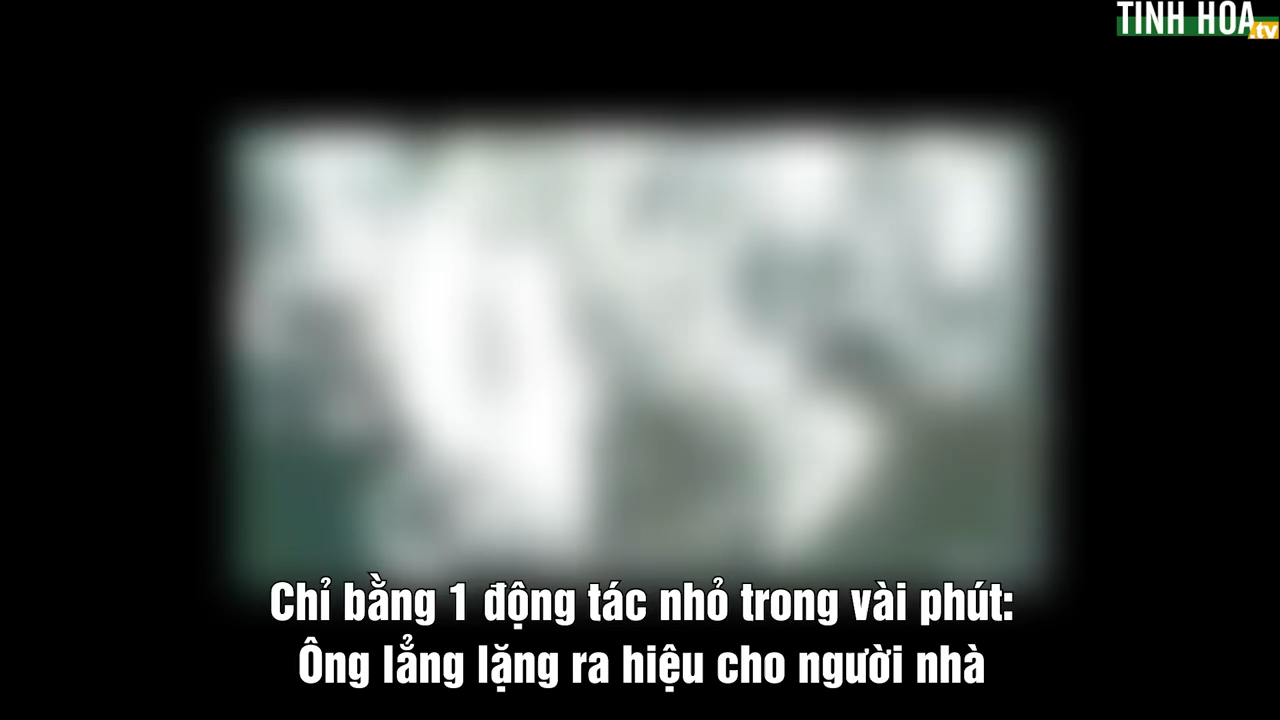 TINH HOA
.tv
Chỉ bằng 1 động tác nhỏ trong vài phút:
Ông lẳng lặng ra hiệu cho người nhà